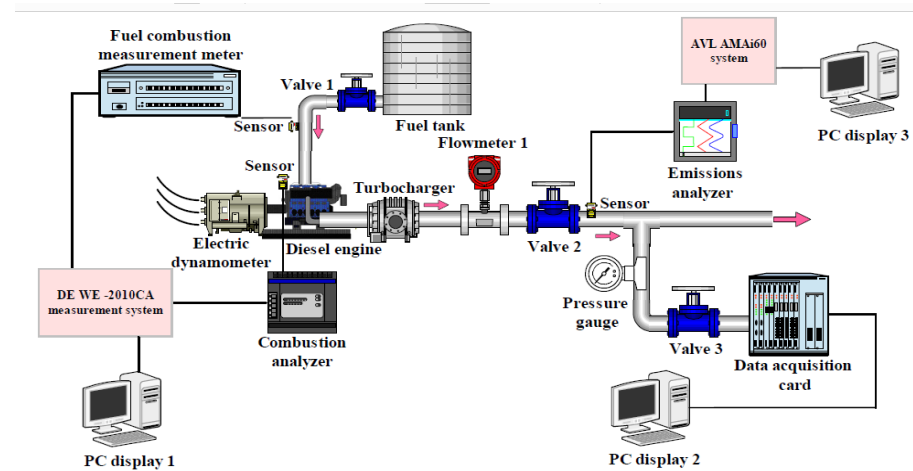 Fuel combustion
measurement meter
Valve 1
Sensor
Fuel tank
AVL AMAi60
system
PC display 3
Flowmeter 1
Sensor
Turbocharger
Emissions
analyzer
Sensor
Electric
dynamometer
Diesel engine
Valve 2
DE WE -2010CA
measurement system
Combustion
analyzer
Pressure
gauge
Valve 3
Data acquisition
card
PC display 1
PC display 2